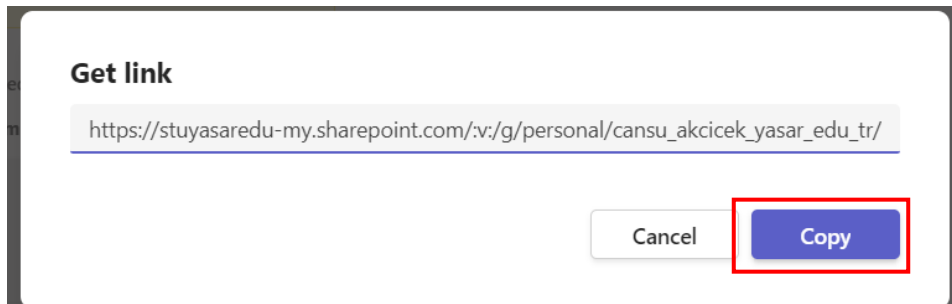 Get link
https://stuyasaredu-my.sharepoint.com/:v:/g/personal/cansu_akcicek_yasar_edu_tr/
Cancel
Copy